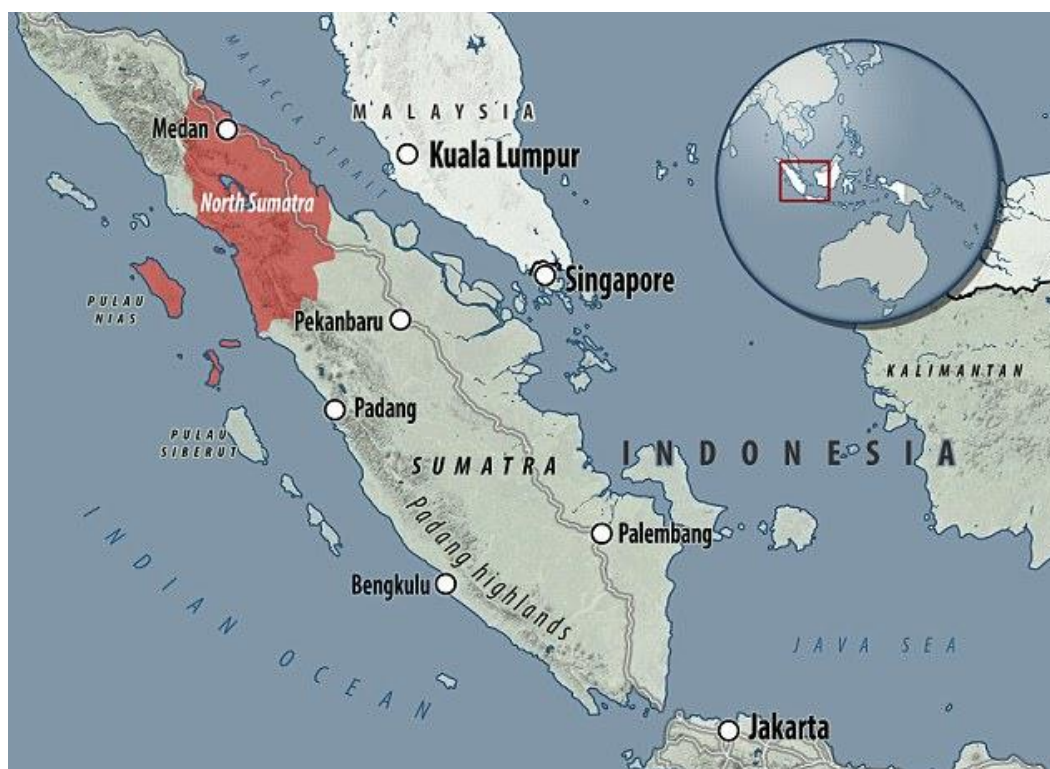 MALACCA STRAIT
MALAYSIA
Medan
Kuala Lumpur
North Sumatra
Singapore
PULAU
NIAS
Pekanbaru
KALIMANTAN
Padang
PULAU
SIBERUT
SUMATRA
INDONESIA
Padang highlands
Palembang
Bengkulu
INDIAN OCEAN
JAVA SEA
Jakarta